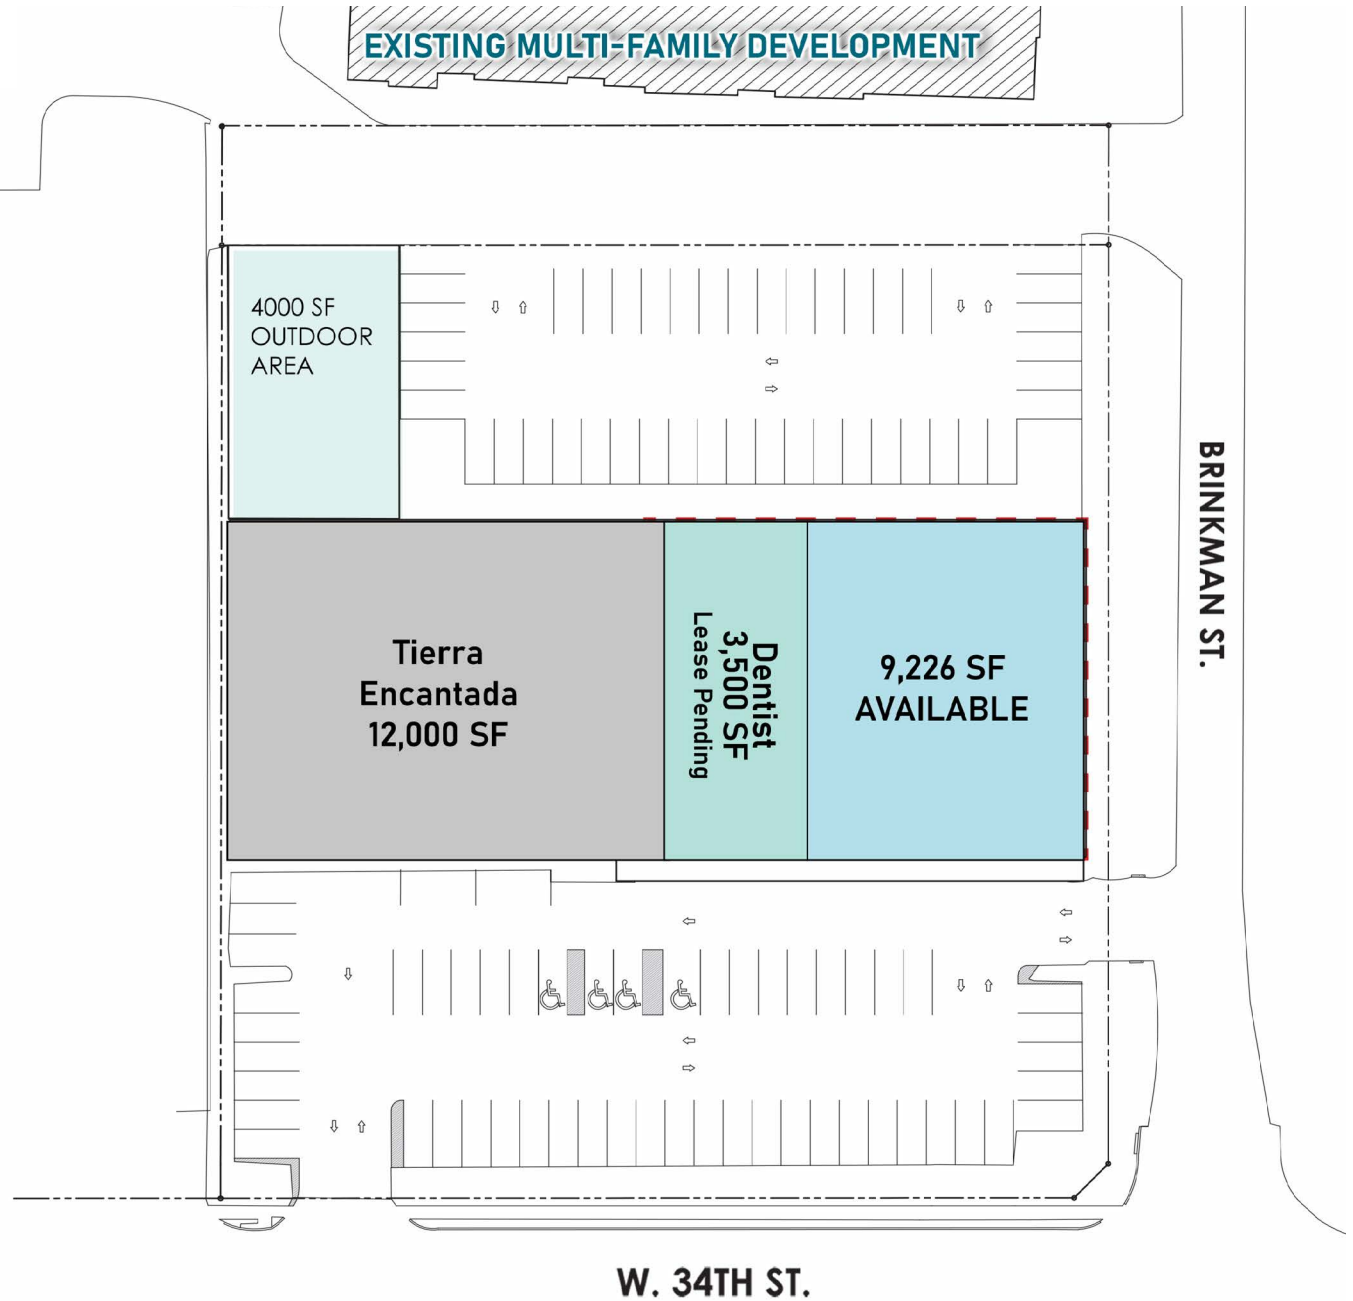 EXISTING MULTI-FAMILY DEVELOPMENT
4000 SF
OUTDOOR
AREA
BRINKMAN ST.
Tierra
Encantada
12,000 SF
Dentist
3,500 SF
Lease Pending
9,226 SF
AVAILABLE
W. 34TH ST.